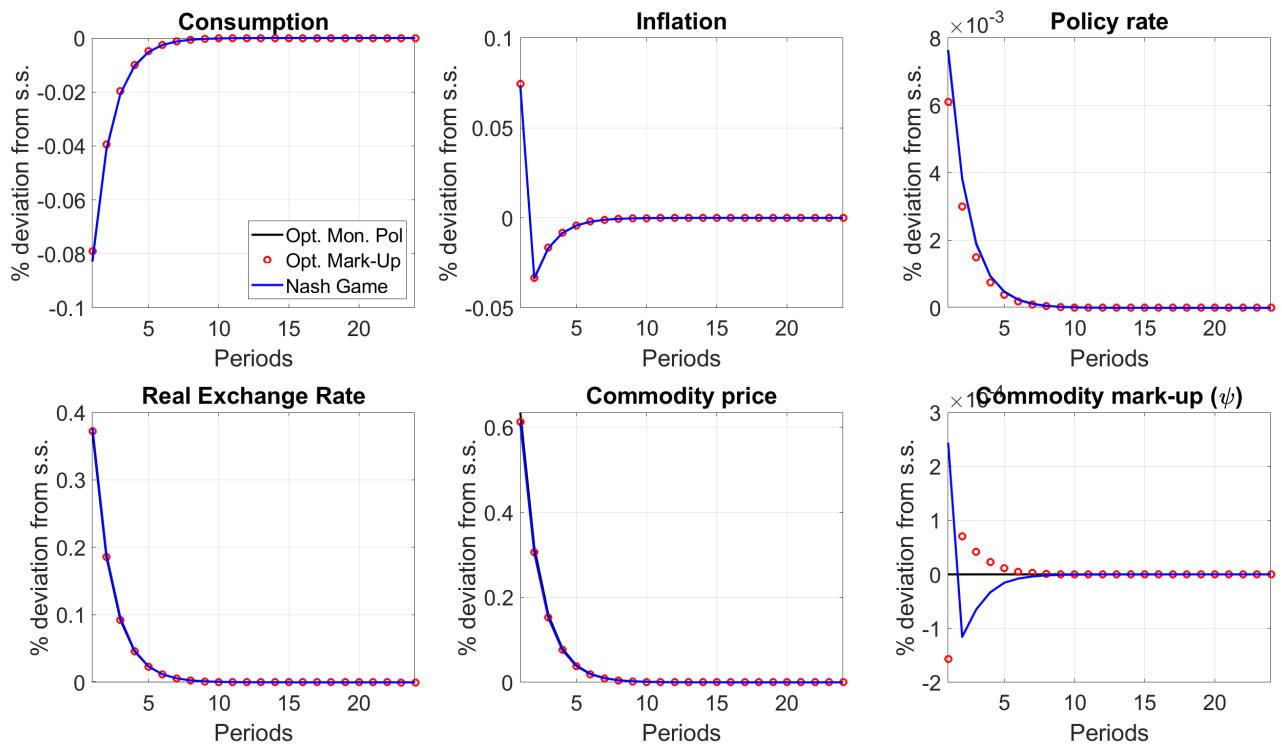 Consumption
% deviation from s.s.
0
-0.02
-0.04
-0.06
-0.08
-0.1
5 10 15 20
Periods
Opt. Mon. Pol
Opt. Mark-Up
Nash Game
Inflation
% deviation from s.s.
0.1
0.05
0
-0.05
5 10 15 20
Periods
Policy rate
×10⁻³
% deviation from s.s.
8
6
4
2
0
5 10 15 20
Periods
Real Exchange Rate
% deviation from s.s.
0.4
0.3
0.2
0.1
0
5 10 15 20
Periods
Commodity price
% deviation from s.s.
0.6
0.4
0.2
0
5 10 15 20
Periods
Commodity mark-up (ψ)
% deviation from s.s.
3
2
1
0
-1
-2
5 10 15 20
Periods